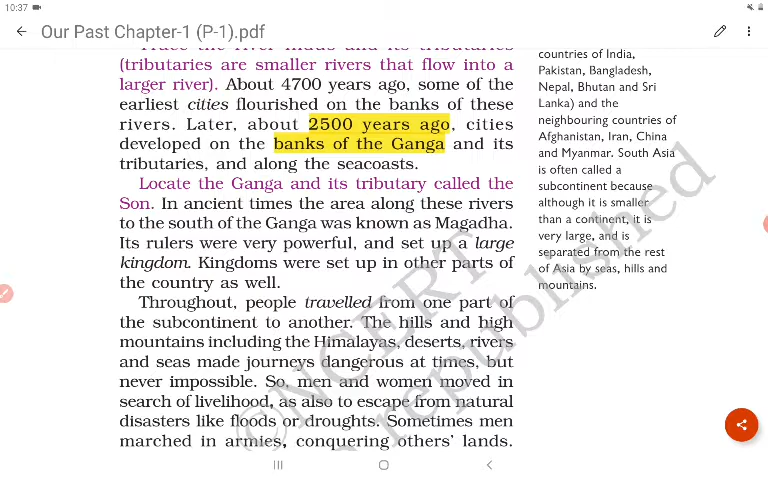 10:37
Our Past Chapter-1 (P-1).pdf
Trace the river Indus and its tributaries
(tributaries are smaller rivers that flow into a
larger river). About 4700 years ago, some of the
earliest cities flourished on the banks of these
rivers. Later, about 2500 years ago, cities
developed on the banks of the Ganga and its
tributaries, and along the seacoasts.
Locate the Ganga and its tributary called the
Son. In ancient times the area along these rivers
to the south of the Ganga was known as Magadha.
Its rulers were very powerful, and set up a large
kingdom. Kingdoms were set up in other parts of
the country as well.
Throughout, people travelled from one part of
the subcontinent to another. The hills and high
mountains including the Himalayas, deserts, rivers
and seas made journeys dangerous at times, but
never impossible. So, men and women moved in
search of livelihood, as also to escape from natural
disasters like floods or droughts. Sometimes men
marched in armies, conquering others' lands.
countries of India,
Pakistan, Bangladesh,
Nepal, Bhutan and Sri
Lanka) and the
neighbouring countries of
Afghanistan, Iran, China
and Myanmar. South Asia
is often called a
subcontinent because
although it is smaller
than a continent, it is
very large, and is
separated from the rest
of Asia by seas, hills and
mountains.
©NCERT
republished